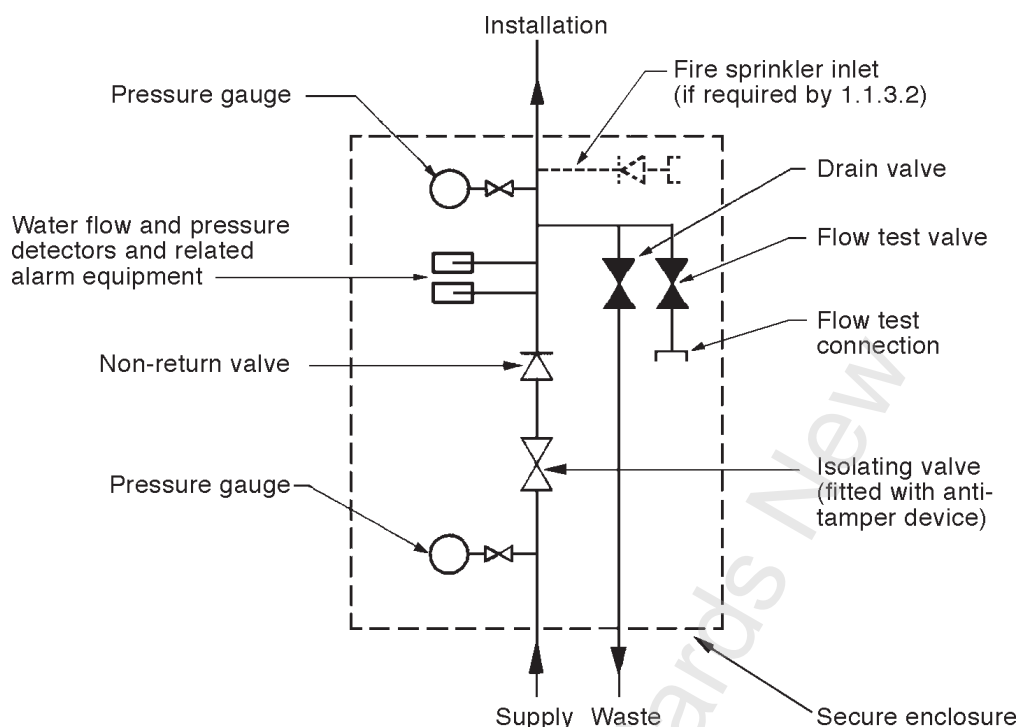 Installation
Fire sprinkler inlet
(if required by 1.1.3.2)
Pressure gauge
Drain valve
Water flow and pressure
detectors and related
alarm equipment
Flow test valve
Flow test
connection
Non-return valve
Isolating valve
(fitted with anti-
tamper device)
Pressure gauge
Supply
Waste
Secure enclosure
ards New